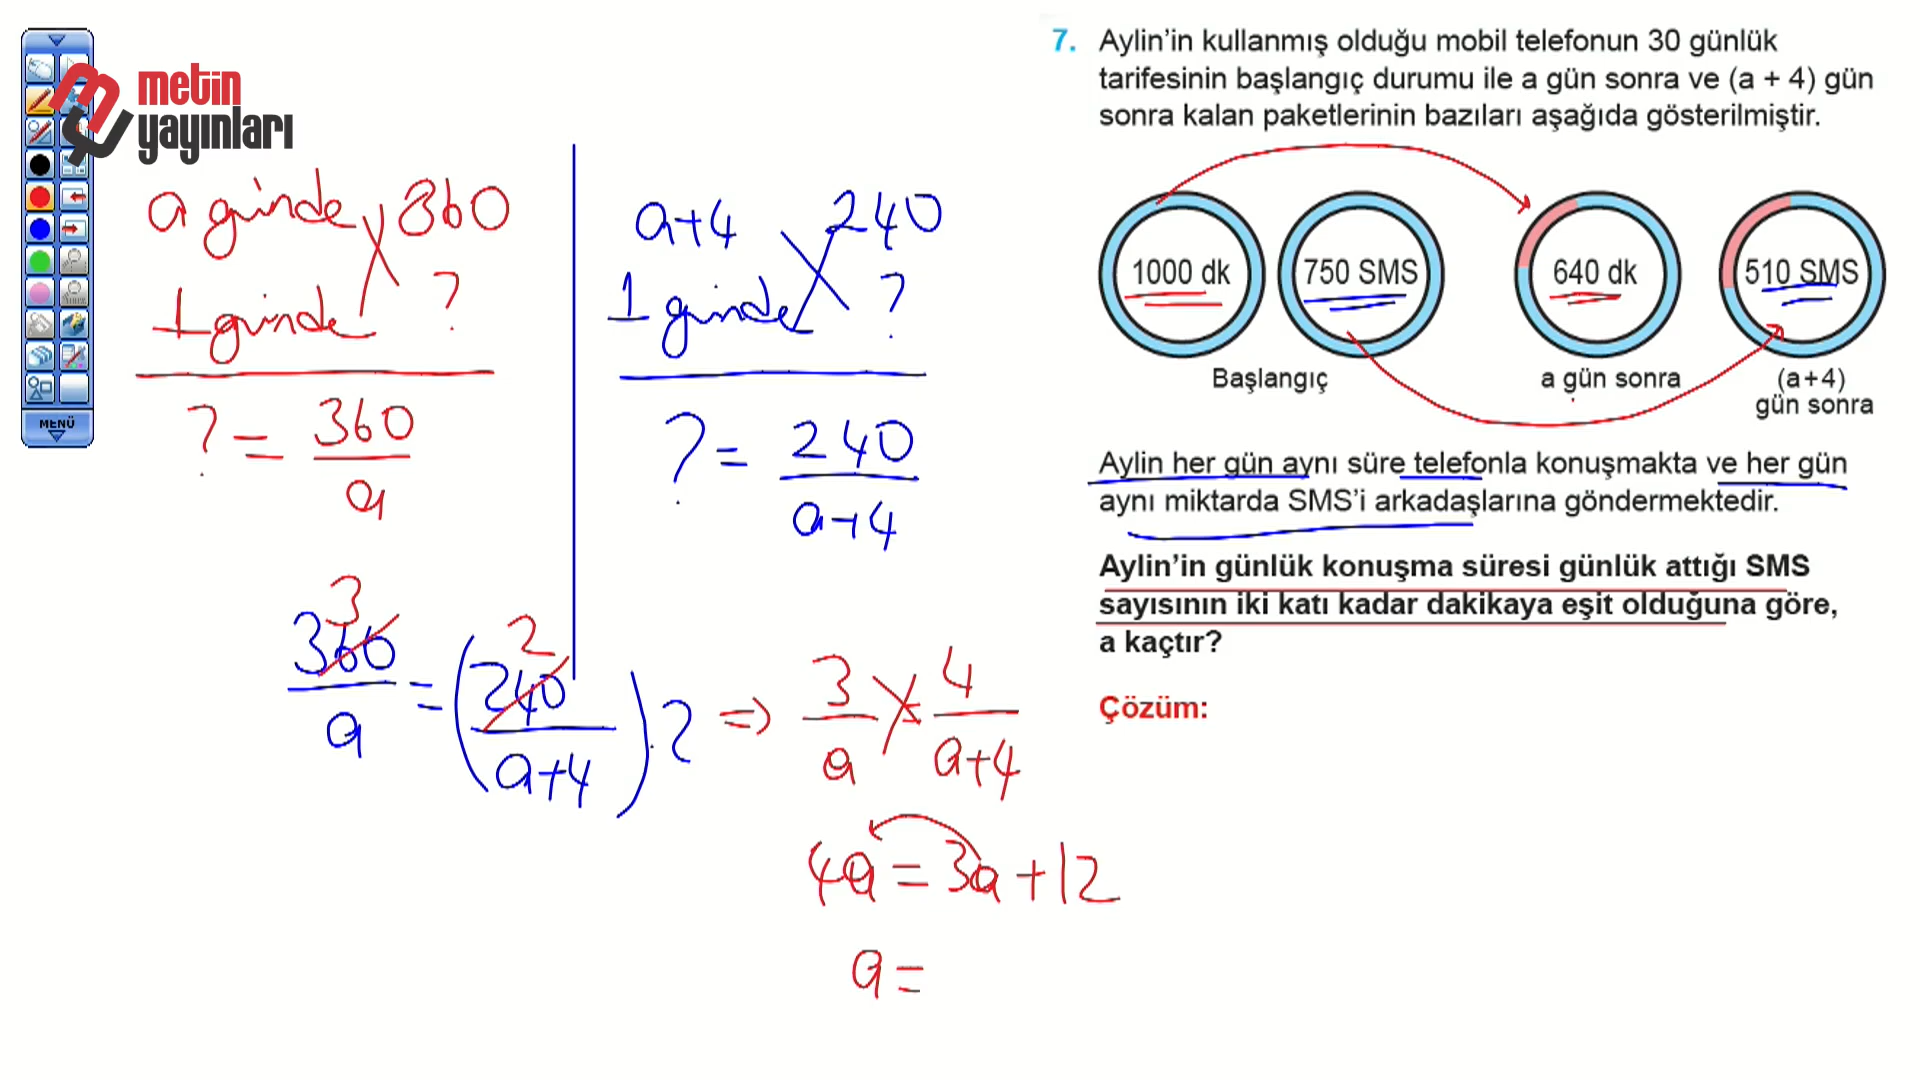 MENÜ
metin
yayınları
7. Aylin’in kullanmış olduğu mobil telefonun 30 günlük
tarifesinin başlangıç durumu ile a gün sonra ve (a + 4) gün
sonra kalan paketlerinin bazıları aşağıda gösterilmiştir.
1000 dk 750 SMS 640 dk 510 SMS
Başlangıç a gün sonra (a+4)
gün sonra
Aylin her gün aynı süre telefonla konuşmakta ve her gün
aynı miktarda SMS’i arkadaşlarına göndermektedir.
Aylin’in günlük konuşma süresi günlük attığı SMS
sayısının iki katı kadar dakikaya eşit olduğuna göre,
a kaçtır?
Çözüm:
a günde 360
1 günde ?
? = 360/a
a+4 240
1 günde ?
? = 240/a+4
3 2
360/a = (240/a+4).2 ⇒ 3/a = 4/a+4
4a = 3a + 12
a =